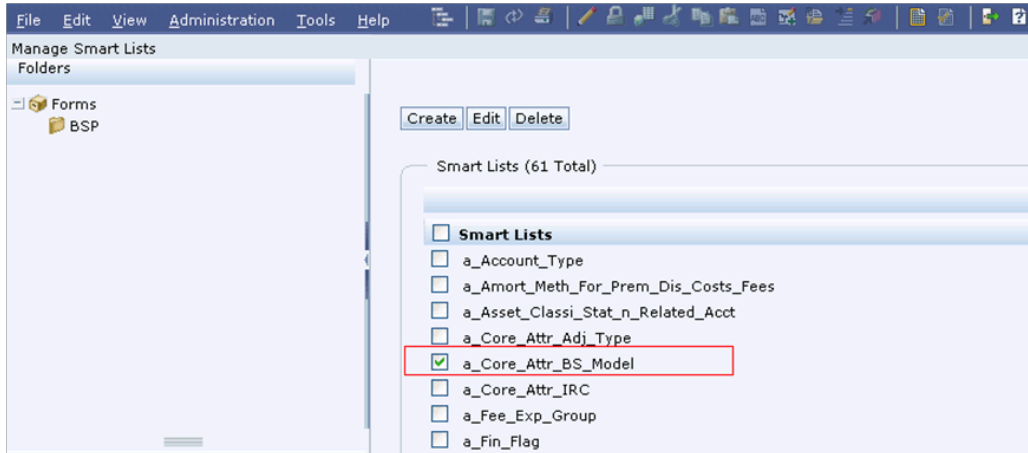 File Edit View Administration Tools Help
Manage Smart Lists
Folders
Forms
BSP
Create Edit Delete
Smart Lists (61 Total)
Smart Lists
a_Account_Type
a_Amort_Meth_For_Prem_Dis_Costs_Fees
a_Asset_Classi_Stat_n_Related_Acct
a_Core_Attr_Adj_Type
a_Core_Attr_BS_Model
a_Core_Attr_IRC
a_Fee_Exp_Group
a_Fin_Flag